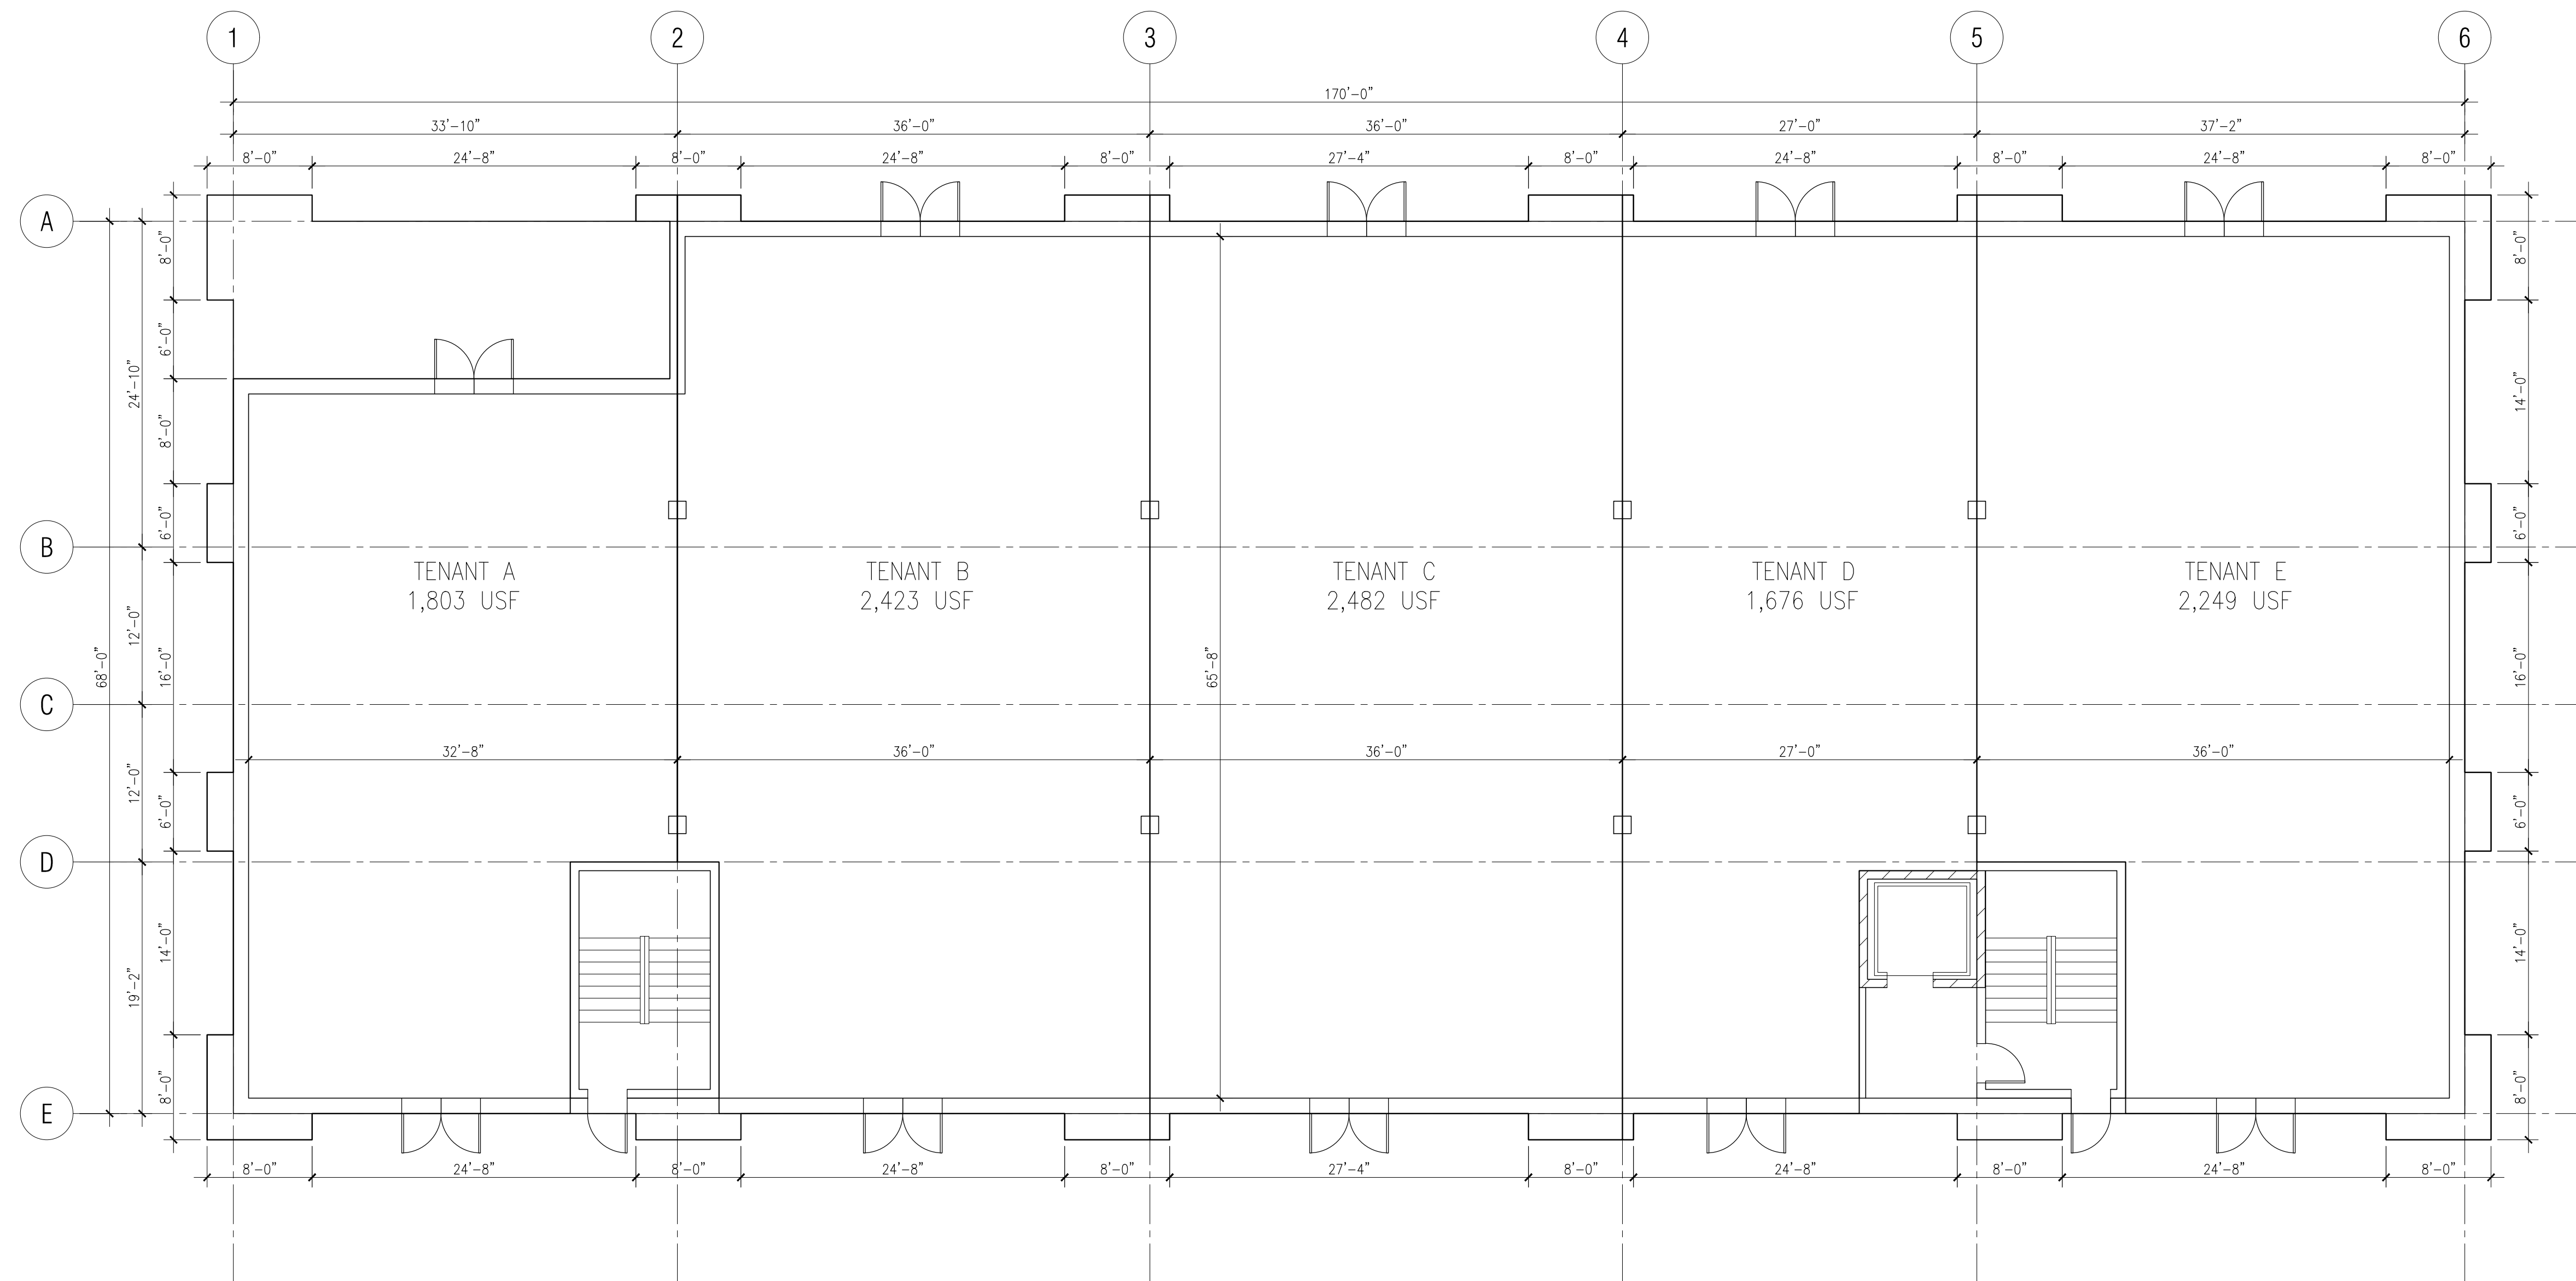 1 2 3 4 5 6
170'-0"
33'-10" 36'-0" 36'-0" 27'-0" 37'-2"
8'-0" 24'-8" 8'-0" 24'-8" 8'-0" 27'-4" 8'-0" 24'-8" 8'-0" 24'-8" 8'-0"
A
8'-0" 8'-0"
6'-0"
24'-10" 14'-0"
8'-0"
6'-0" 6'-0"
B
TENANT A TENANT B TENANT C TENANT D TENANT E
1,803 USF 2,423 USF 2,482 USF 1,676 USF 2,249 USF
12'-0"
68'-0" 16'-0" 65'-8" 16'-0"
C
32'-8" 36'-0" 36'-0" 27'-0" 36'-0"
12'-0"
6'-0" 6'-0"
D
14'-0" 14'-0"
19'-2"
8'-0" 8'-0"
E
8'-0" 24'-8" 8'-0" 24'-8" 8'-0" 27'-4" 8'-0" 24'-8" 8'-0" 24'-8" 8'-0"